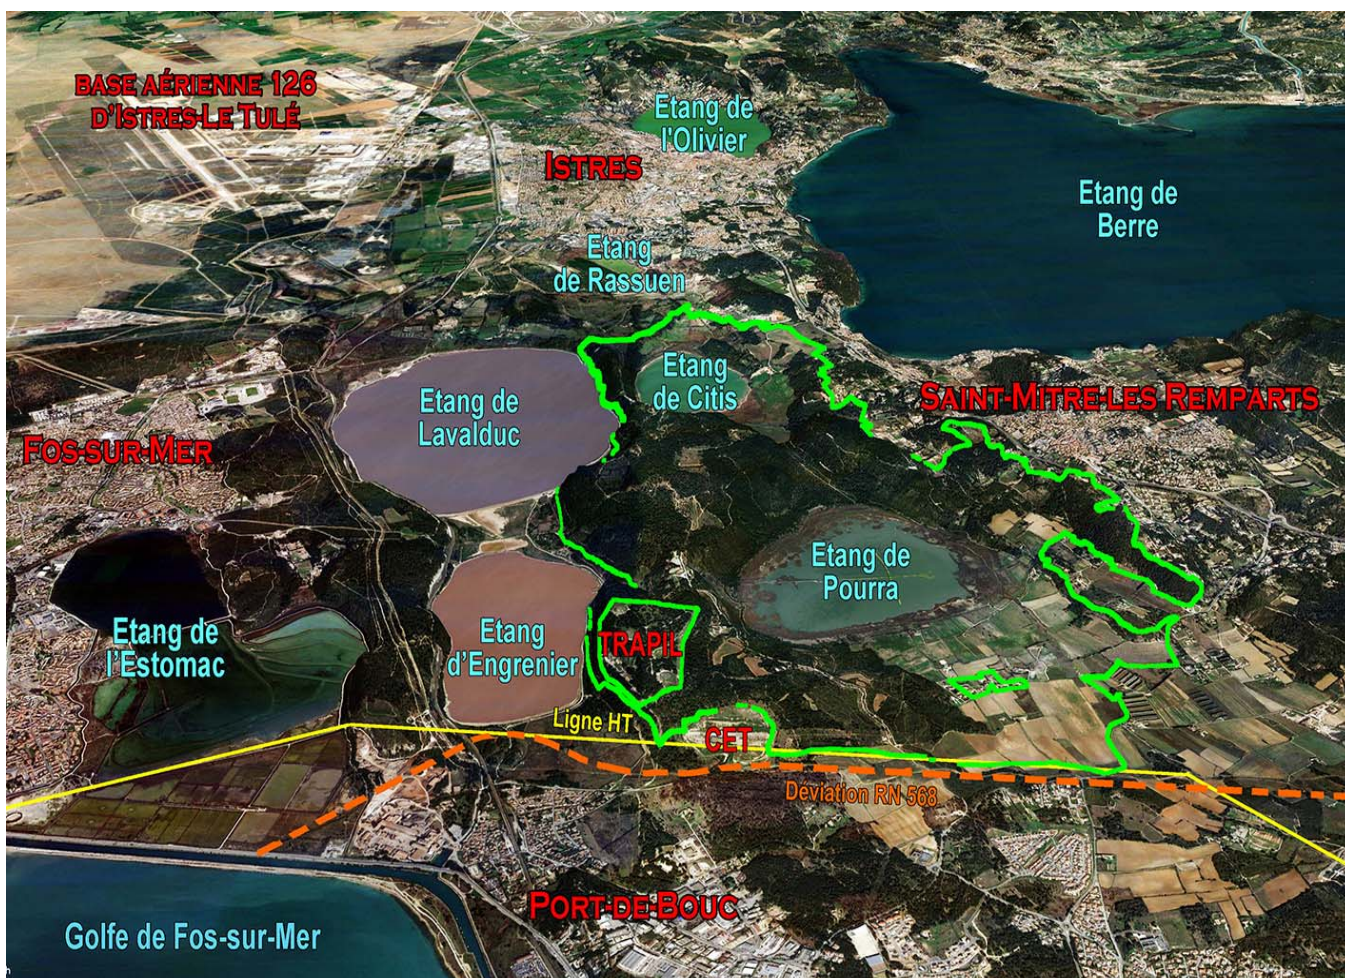 BASE AÉRIENNE 126
D'ISTRES-LE TULÉ
Etang de
l'Olivier
ISTRES
Etang de
Berre
Etang
de Rassuen
Etang
de Citis
Etang de
Lavalduc
SAINT-MITRE-LES REMPARTS
FOS-SUR-MER
Etang de
Pourra
Etang de
l'Estomac
Etang
d'Engrenier
TRAPIL
Ligne HT
CET
Déviation RN 568
PORT-DE-BOUC
Golfe de Fos-sur-Mer